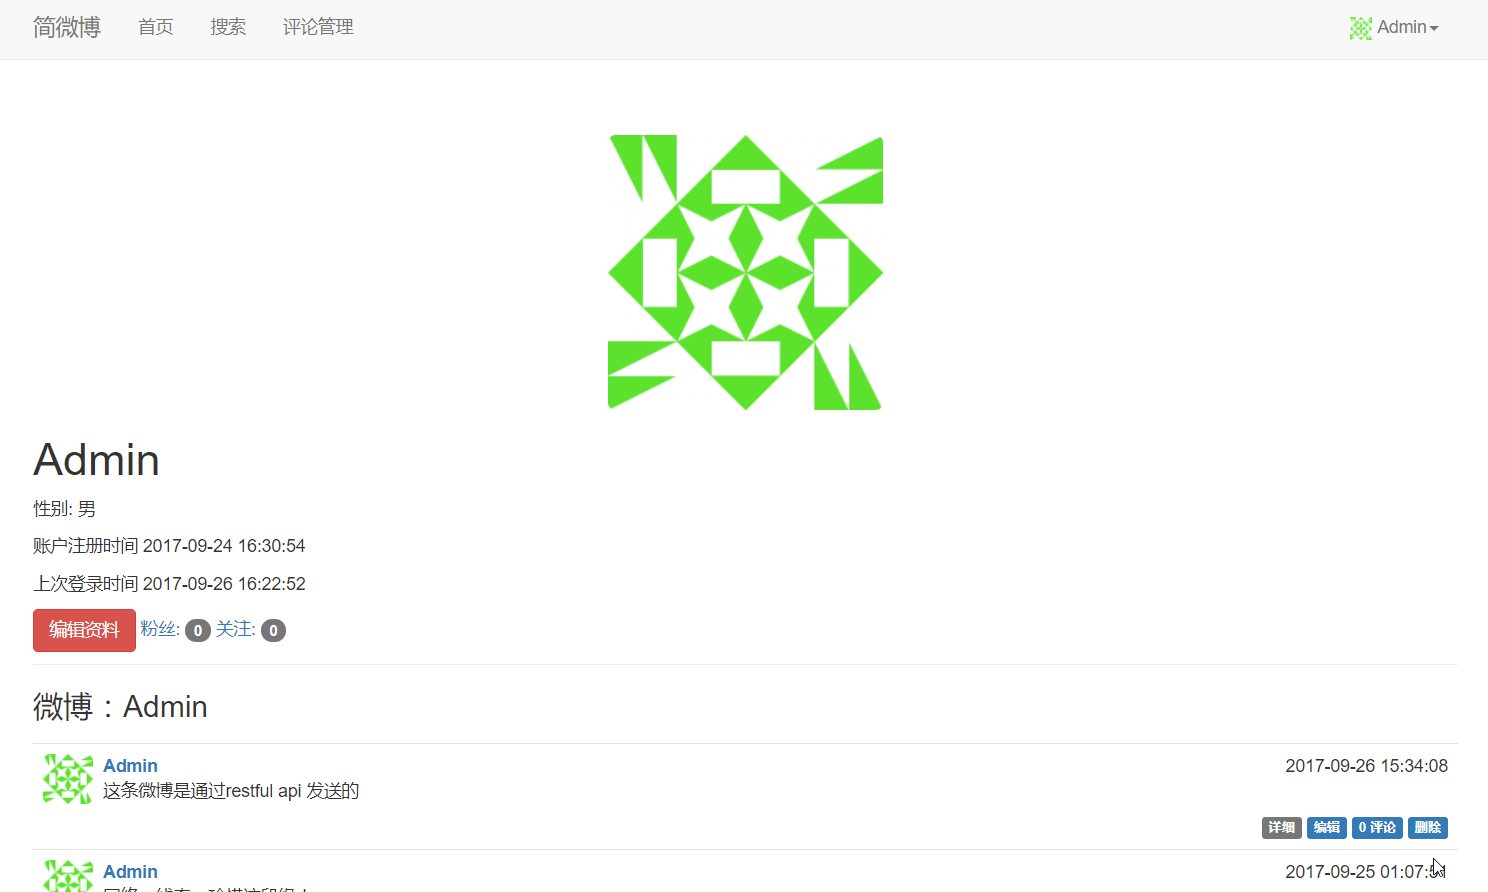 简微博 首页 搜索 评论管理 Admin
Admin
性别: 男
账户注册时间 2017-09-24 16:30:54
上次登录时间 2017-09-26 16:22:52
编辑资料 粉丝: 0 关注: 0
微博：Admin
Admin 2017-09-26 15:34:08
这条微博是通过restful api 发送的
详细 编辑 0 评论 删除
Admin 2017-09-25 01:07: